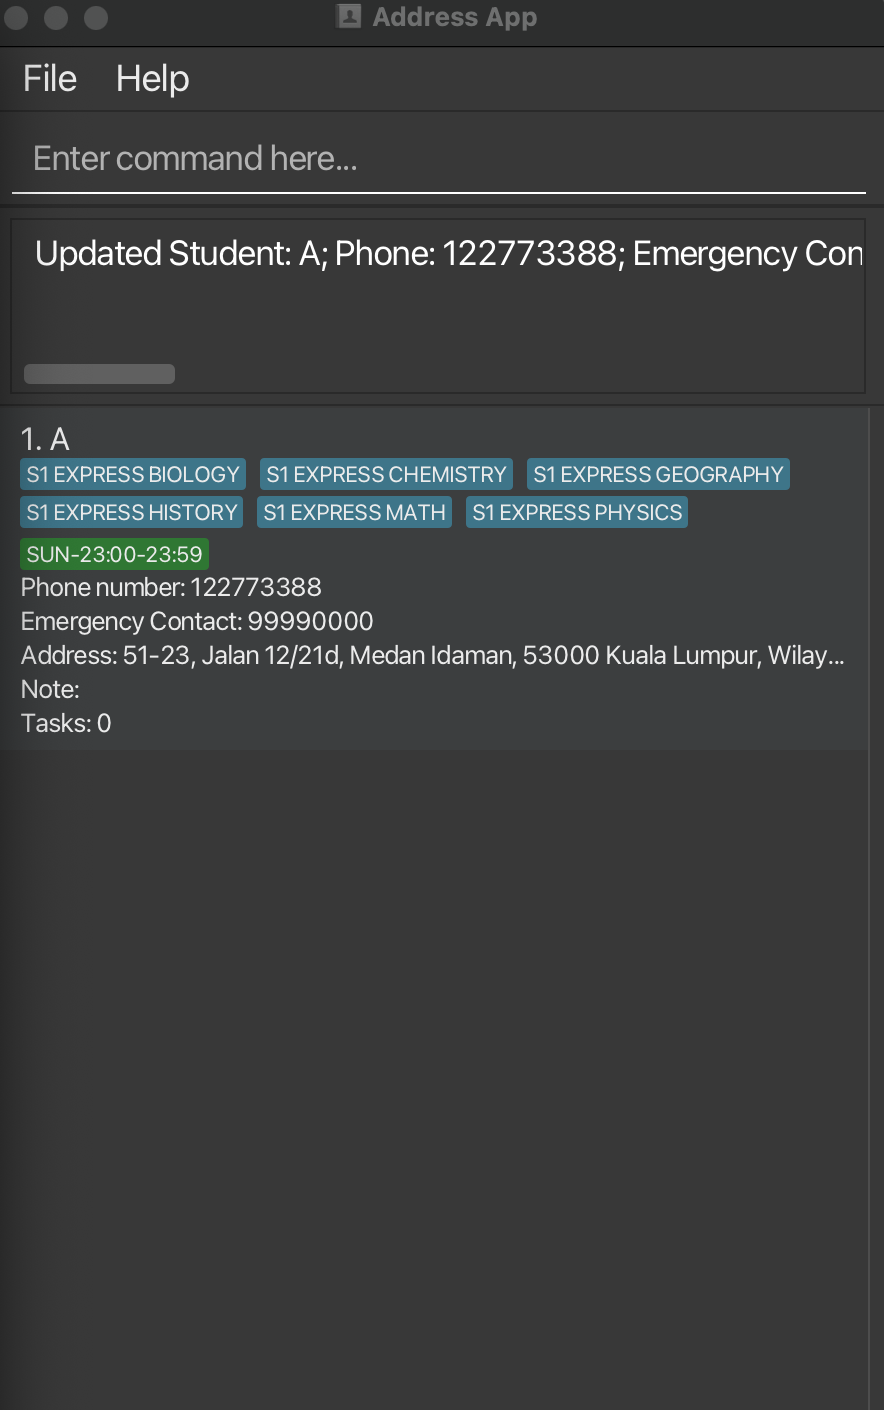 Address App
File Help
Enter command here...
Updated Student: A; Phone: 122773388; Emergency Con
1. A
S1 EXPRESS BIOLOGY S1 EXPRESS CHEMISTRY S1 EXPRESS GEOGRAPHY
S1 EXPRESS HISTORY S1 EXPRESS MATH S1 EXPRESS PHYSICS
SUN-23:00-23:59
Phone number: 122773388
Emergency Contact: 99990000
Address: 51-23, Jalan 12/21d, Medan Idaman, 53000 Kuala Lumpur, Wilay...
Note:
Tasks: 0